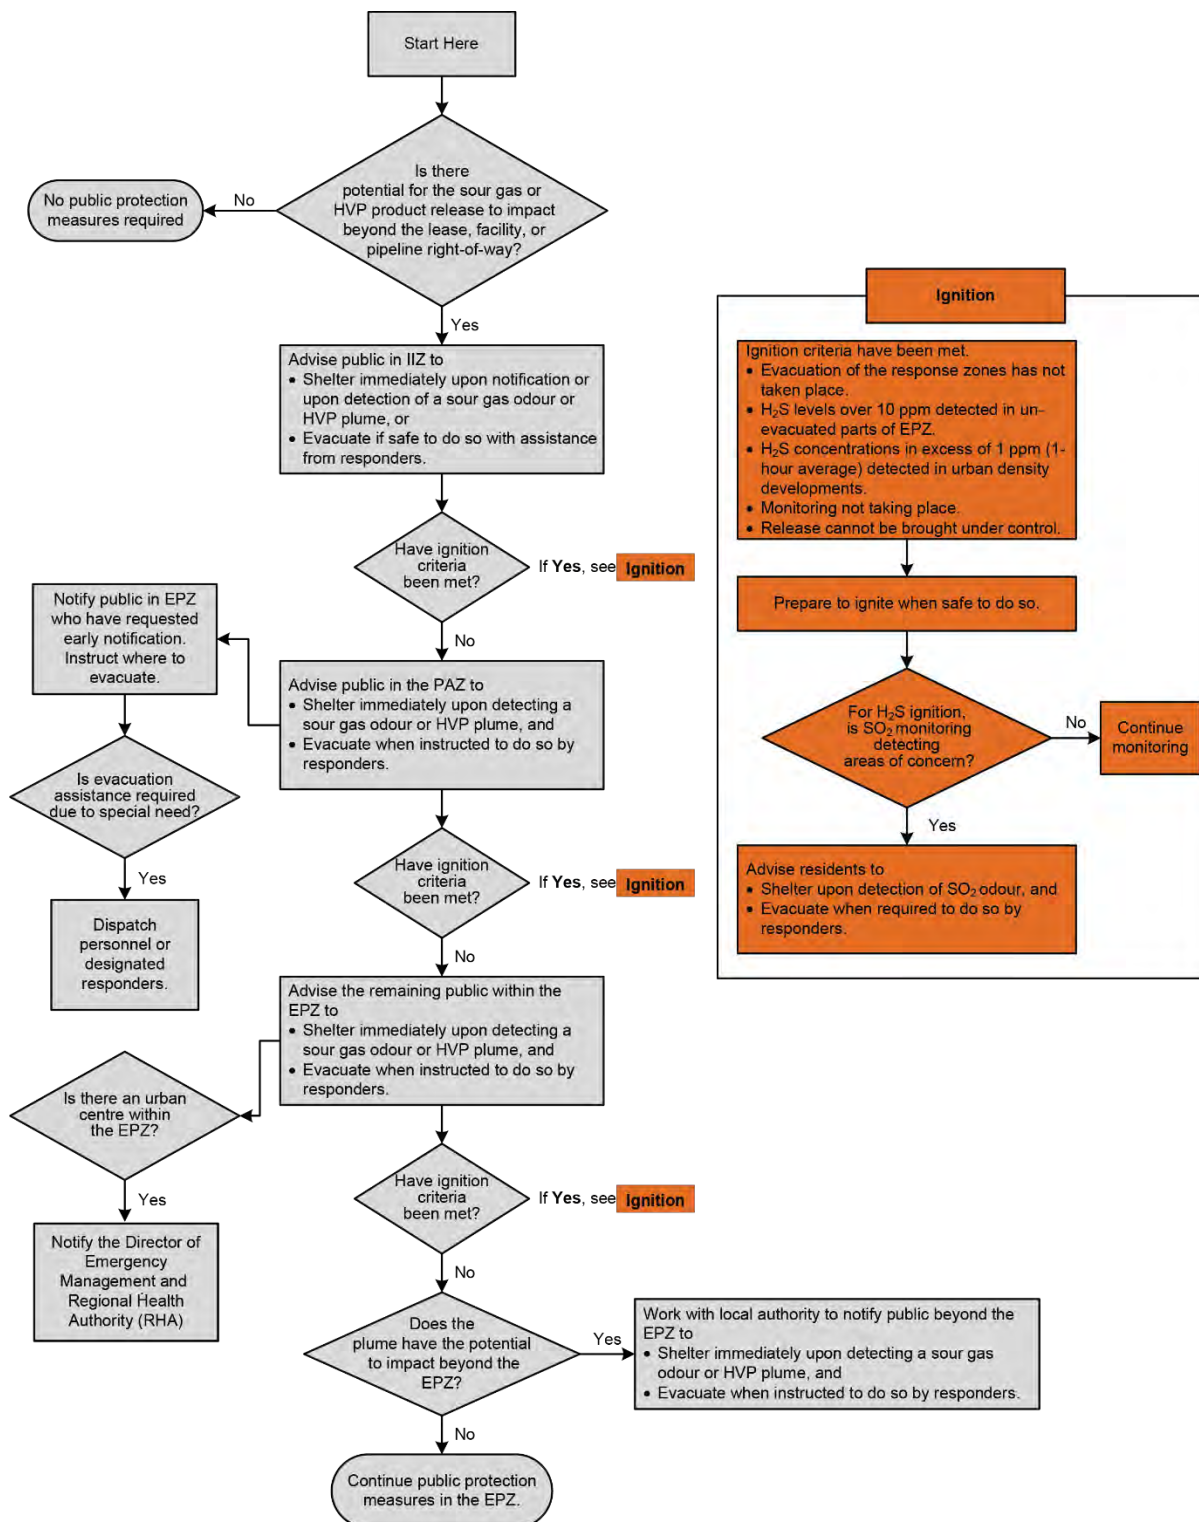 Start Here
Is there
potential for the sour gas or
HVP product release to impact
beyond the lease, facility, or
pipeline right-of-way?
No
No public protection
measures required
Yes
Advise public in IIZ to
• Shelter immediately upon notification or
upon detection of a sour gas odour or
HVP plume, or
• Evacuate if safe to do so with assistance
from responders.
Have ignition
criteria
been met?
If Yes, see Ignition
No
Advise public in the PAZ to
• Shelter immediately upon detecting a
sour gas odour or HVP plume, and
• Evacuate when instructed to do so by
responders.
Notify public in EPZ
who have requested
early notification.
Instruct where to
evacuate.
Is evacuation
assistance required
due to special need?
Yes
Dispatch
personnel or
designated
responders.
Have ignition
criteria
been met?
If Yes, see Ignition
No
Advise the remaining public within the
EPZ to
• Shelter immediately upon detecting a
sour gas odour or HVP plume, and
• Evacuate when instructed to do so by
responders.
Is there an urban
centre within
the EPZ?
Yes
Notify the Director of
Emergency
Management and
Regional Health
Authority (RHA)
Have ignition
criteria
been met?
If Yes, see Ignition
No
Does the
plume have the potential
to impact beyond the
EPZ?
Yes
Work with local authority to notify public beyond the
EPZ to
• Shelter immediately upon detecting a sour gas
odour or HVP plume, and
• Evacuate when instructed to do so by responders.
No
Continue public protection
measures in the EPZ.
Ignition
Ignition criteria have been met.
• Evacuation of the response zones has not
taken place.
• H₂S levels over 10 ppm detected in un-
evacuated parts of EPZ.
• H₂S concentrations in excess of 1 ppm (1-
hour average) detected in urban density
developments.
• Monitoring not taking place.
• Release cannot be brought under control.
Prepare to ignite when safe to do so.
For H₂S ignition,
is SO₂ monitoring
detecting
areas of concern?
No
Continue
monitoring
Yes
Advise residents to
• Shelter upon detection of SO₂ odour, and
• Evacuate when required to do so by
responders.